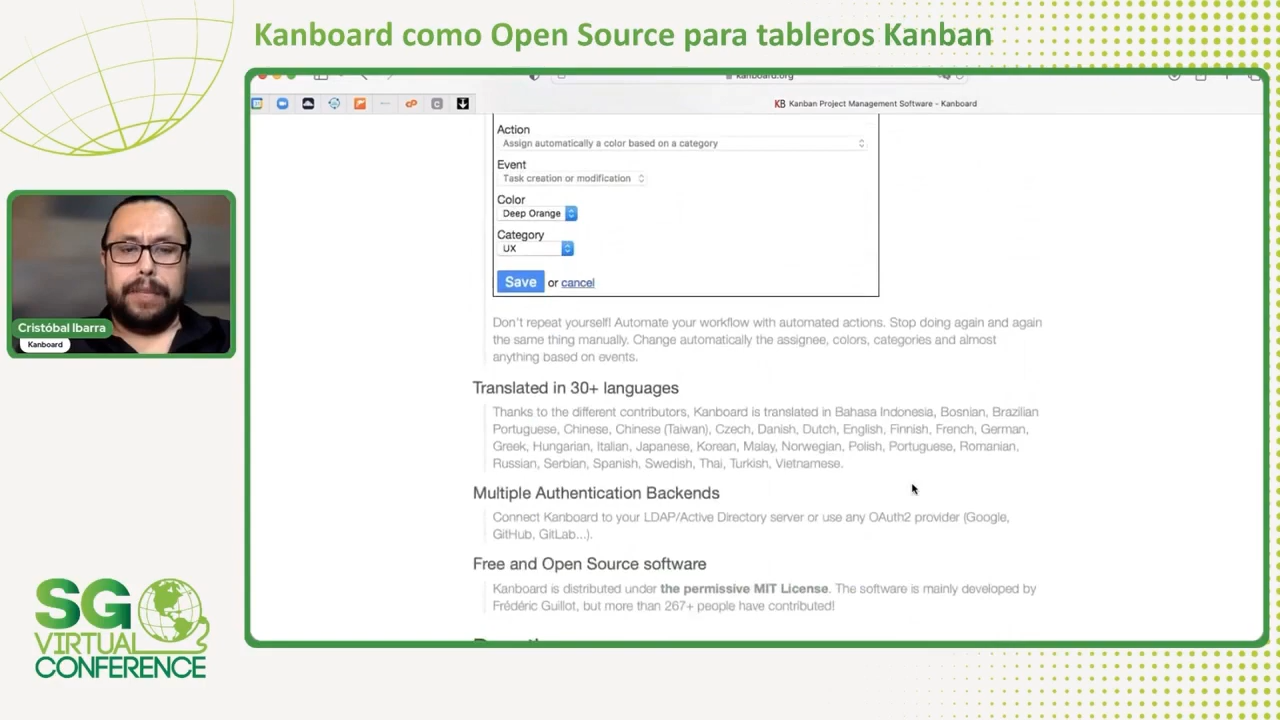 Kanboard como Open Source para tableros Kanban
kanboard.org
KB Kanban Project Management Software - Kanboard
Action
Assign automatically a color based on a category
Event
Task creation or modification
Color
Deep Orange
Category
UX
Save or cancel
Don't repeat yourself! Automate your workflow with automated actions. Stop doing again and again
the same thing manually. Change automatically the assignee, colors, categories and almost
anything based on events.
Translated in 30+ languages
Thanks to the different contributors, Kanboard is translated in Bahasa Indonesia, Bosnian, Brazilian
Portuguese, Chinese, Chinese (Taiwan), Czech, Danish, Dutch, English, Finnish, French, German,
Greek, Hungarian, Italian, Japanese, Korean, Malay, Norwegian, Polish, Portuguese, Romanian,
Russian, Serbian, Spanish, Swedish, Thai, Turkish, Vietnamese.
Multiple Authentication Backends
Connect Kanboard to your LDAP/Active Directory server or use any OAuth2 provider (Google,
GitHub, GitLab...).
Free and Open Source software
Kanboard is distributed under the permissive MIT License. The software is mainly developed by
Frédéric Guillot, but more than 267+ people have contributed!
Cristóbal Ibarra
Kanboard
SG
VIRTUAL
CONFERENCE